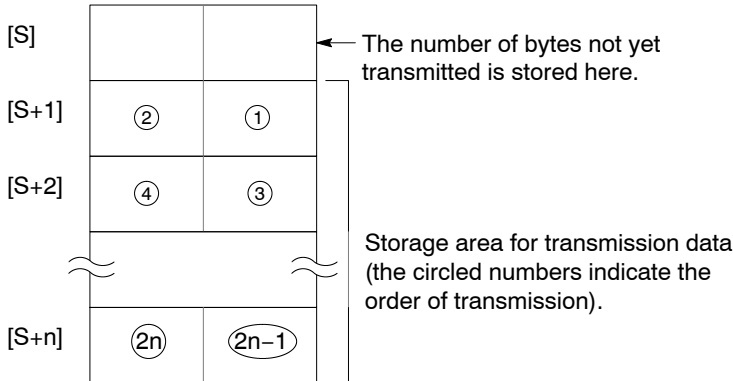 [S]
The number of bytes not yet
transmitted is stored here.
[S+1]
② ①
[S+2]
④ ③
Storage area for transmission data
(the circled numbers indicate the
order of transmission).
[S+n]
2n 2n−1